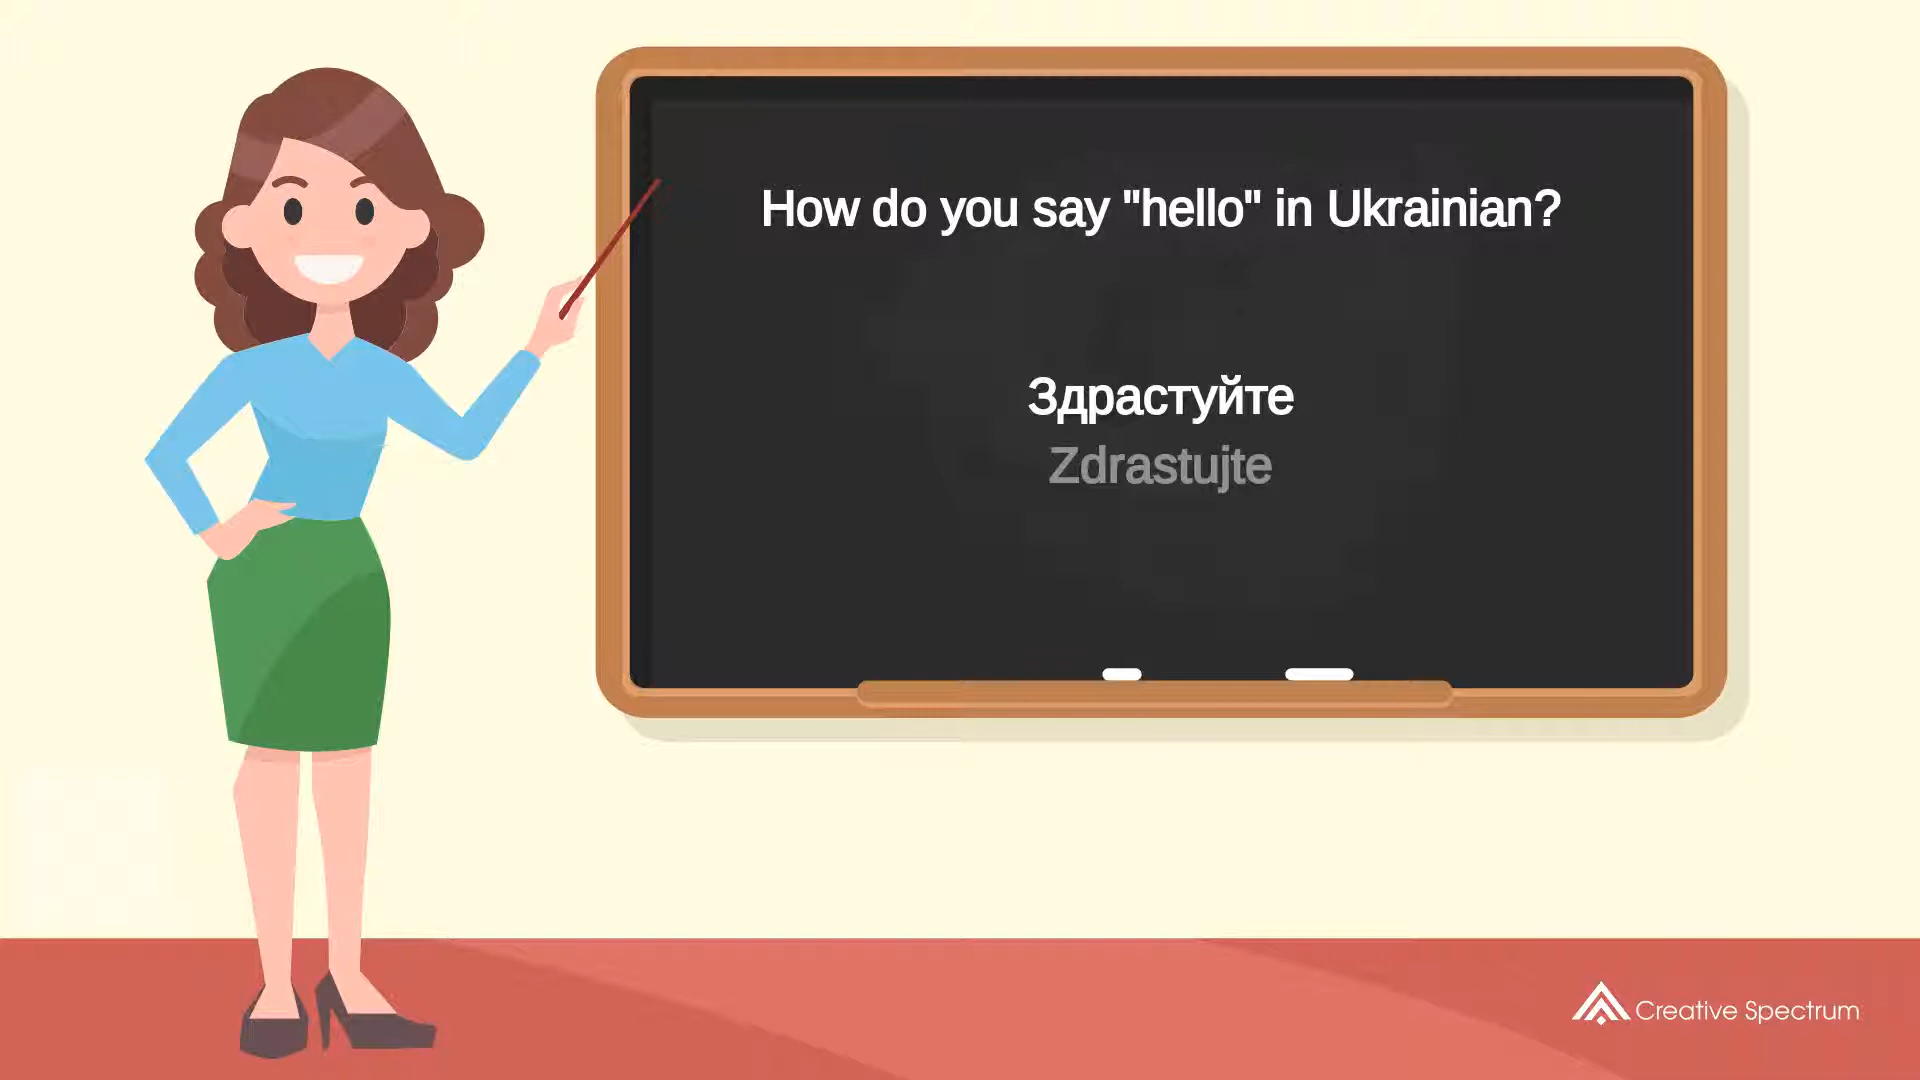 How do you say "hello" in Ukrainian?
Здрастуйте
Zdrastujte
Creative Spectrum